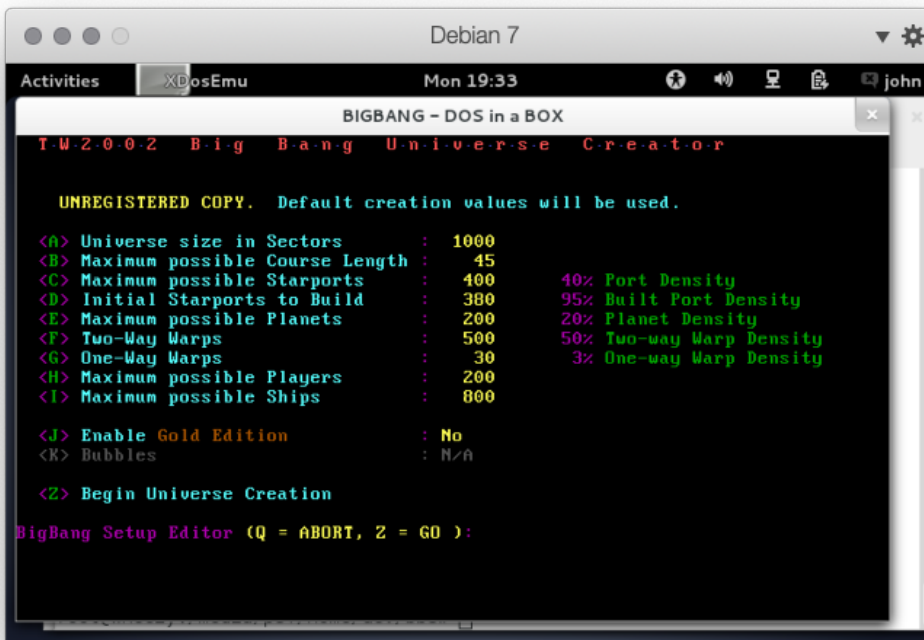 Debian 7
Activities XDosEmu Mon 19:33 john
BIGBANG - DOS in a BOX
T·W·2·0·0·2 B·i·g B·a·n·g U·n·i·v·e·r·s·e C·r·e·a·t·o·r
UNREGISTERED COPY. Default creation values will be used.
<A> Universe size in Sectors : 1000
<B> Maximum possible Course Length : 45
<C> Maximum possible Starports : 400 40% Port Density
<D> Initial Starports to Build : 380 95% Built Port Density
<E> Maximum possible Planets : 200 20% Planet Density
<F> Two-Way Warps : 500 50% Two-way Warp Density
<G> One-Way Warps : 30 3% One-way Warp Density
<H> Maximum possible Players : 200
<I> Maximum possible Ships : 800
<J> Enable Gold Edition : No
<K> Bubbles : N/A
<Z> Begin Universe Creation
BigBang Setup Editor (Q = ABORT, Z = GO ):